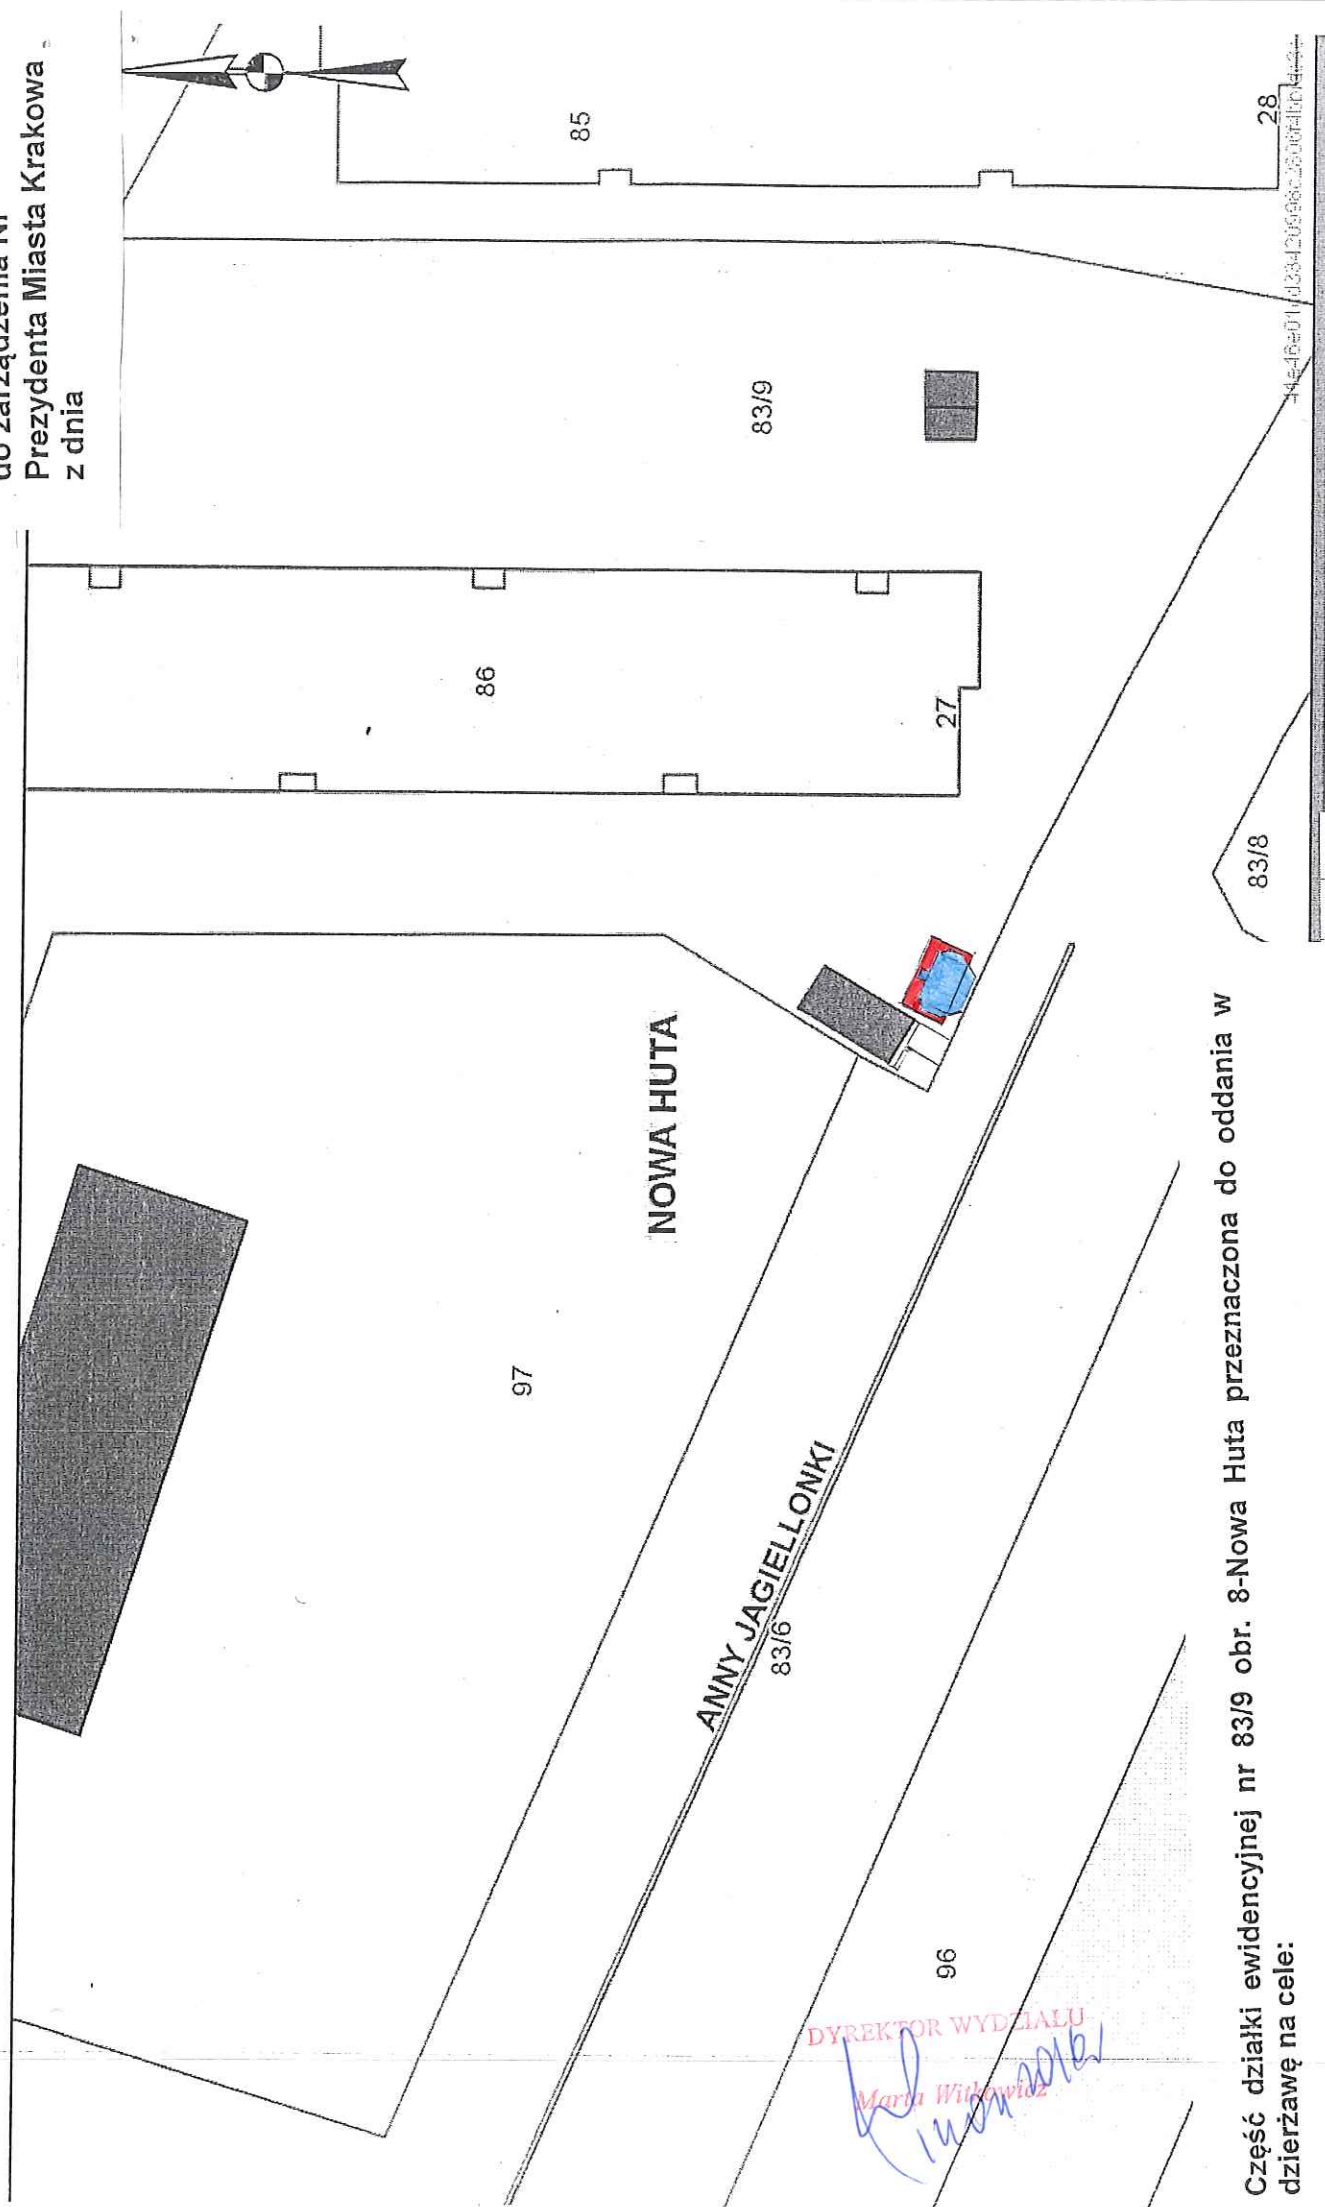 do zarządzenia Nr
Prezydenta Miasta Krakowa
z dnia
85
28
83/9
86
27
83/8
NOWA HUTA
97
ANNY JAGIELLONKI
83/6
96
DYREKTOR WYDZIAŁU
Marta Witkowicz
Część działki ewidencyjnej nr 83/9 obr. 8-Nowa Huta przeznaczona do oddania w
dzierżawę na cele: